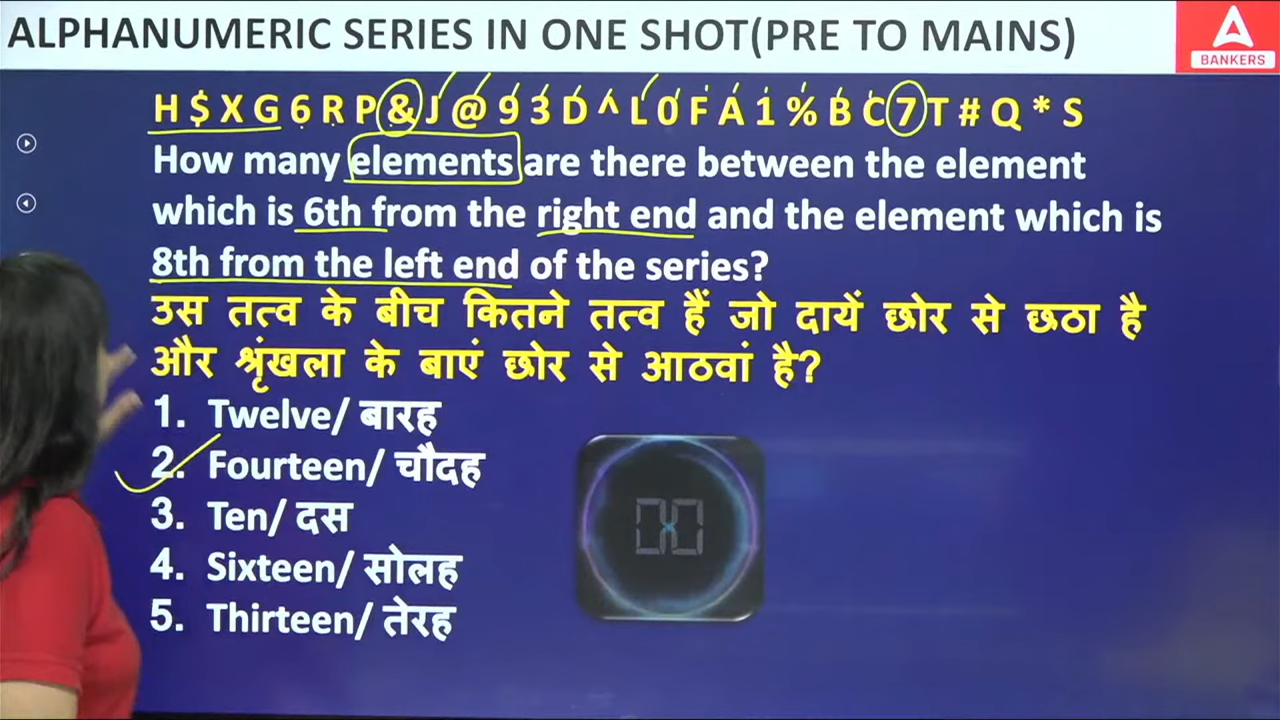 ALPHANUMERIC SERIES IN ONE SHOT(PRE TO MAINS)
A
BANKERS
H $ X G 6 R P & J @ 9 3 D ^ L 0 F A 1 % B C 7 T # Q * S
How many elements are there between the element
which is 6th from the right end and the element which is
8th from the left end of the series?
उस तत्व के बीच कितने तत्व हैं जो दायें छोर से छठा है
और श्रृंखला के बाएं छोर से आठवां है?
1. Twelve/ बारह
2. Fourteen/ चौदह
3. Ten/ दस
4. Sixteen/ सोलह
5. Thirteen/ तेरह
00